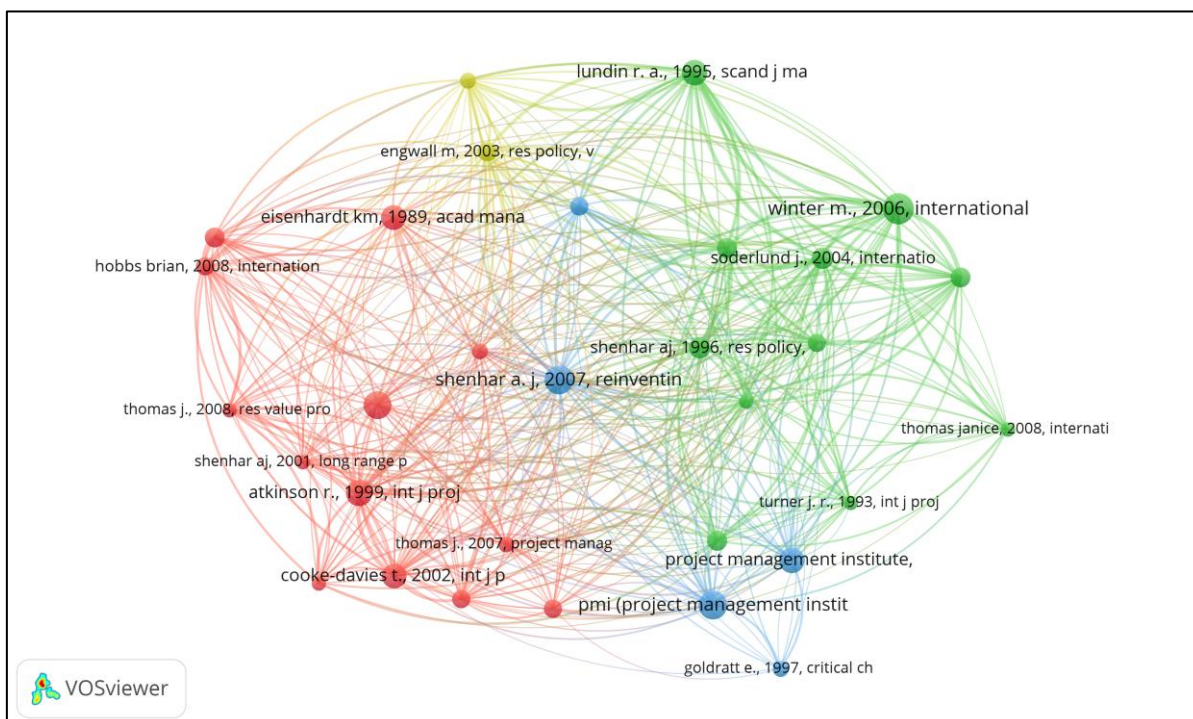 lundin r. a., 1995, scand j ma
engwall m, 2003, res policy, v
winter m., 2006, international
eisenhardt km, 1989, acad mana
soderlund j., 2004, internatio
hobbs brian, 2008, internation
shenhar aj, 1996, res policy,
shenhar a. j, 2007, reinventin
thomas j., 2008, res value pro
thomas janice, 2008, internati
shenhar aj, 2001, long range p
atkinson r., 1999, int j proj
turner j. r., 1993, int j proj
thomas j., 2007, project manag
project management institute,
cooke-davies t., 2002, int j p
pmi (project management instit
goldratt e., 1997, critical ch
VOSviewer